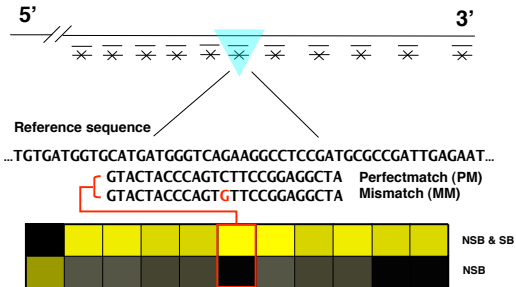 5’ 3’
Reference sequence
...TGTGATGGTGCATGATGGGTCAGAAGGCCTCCGATGCGCCGATTGAGAAT...
GTACTACCCAGTCTTCCGGAGGCTA Perfectmatch (PM)
GTACTACCCAGTGTTCCGGAGGCTA Mismatch (MM)
NSB & SB
NSB